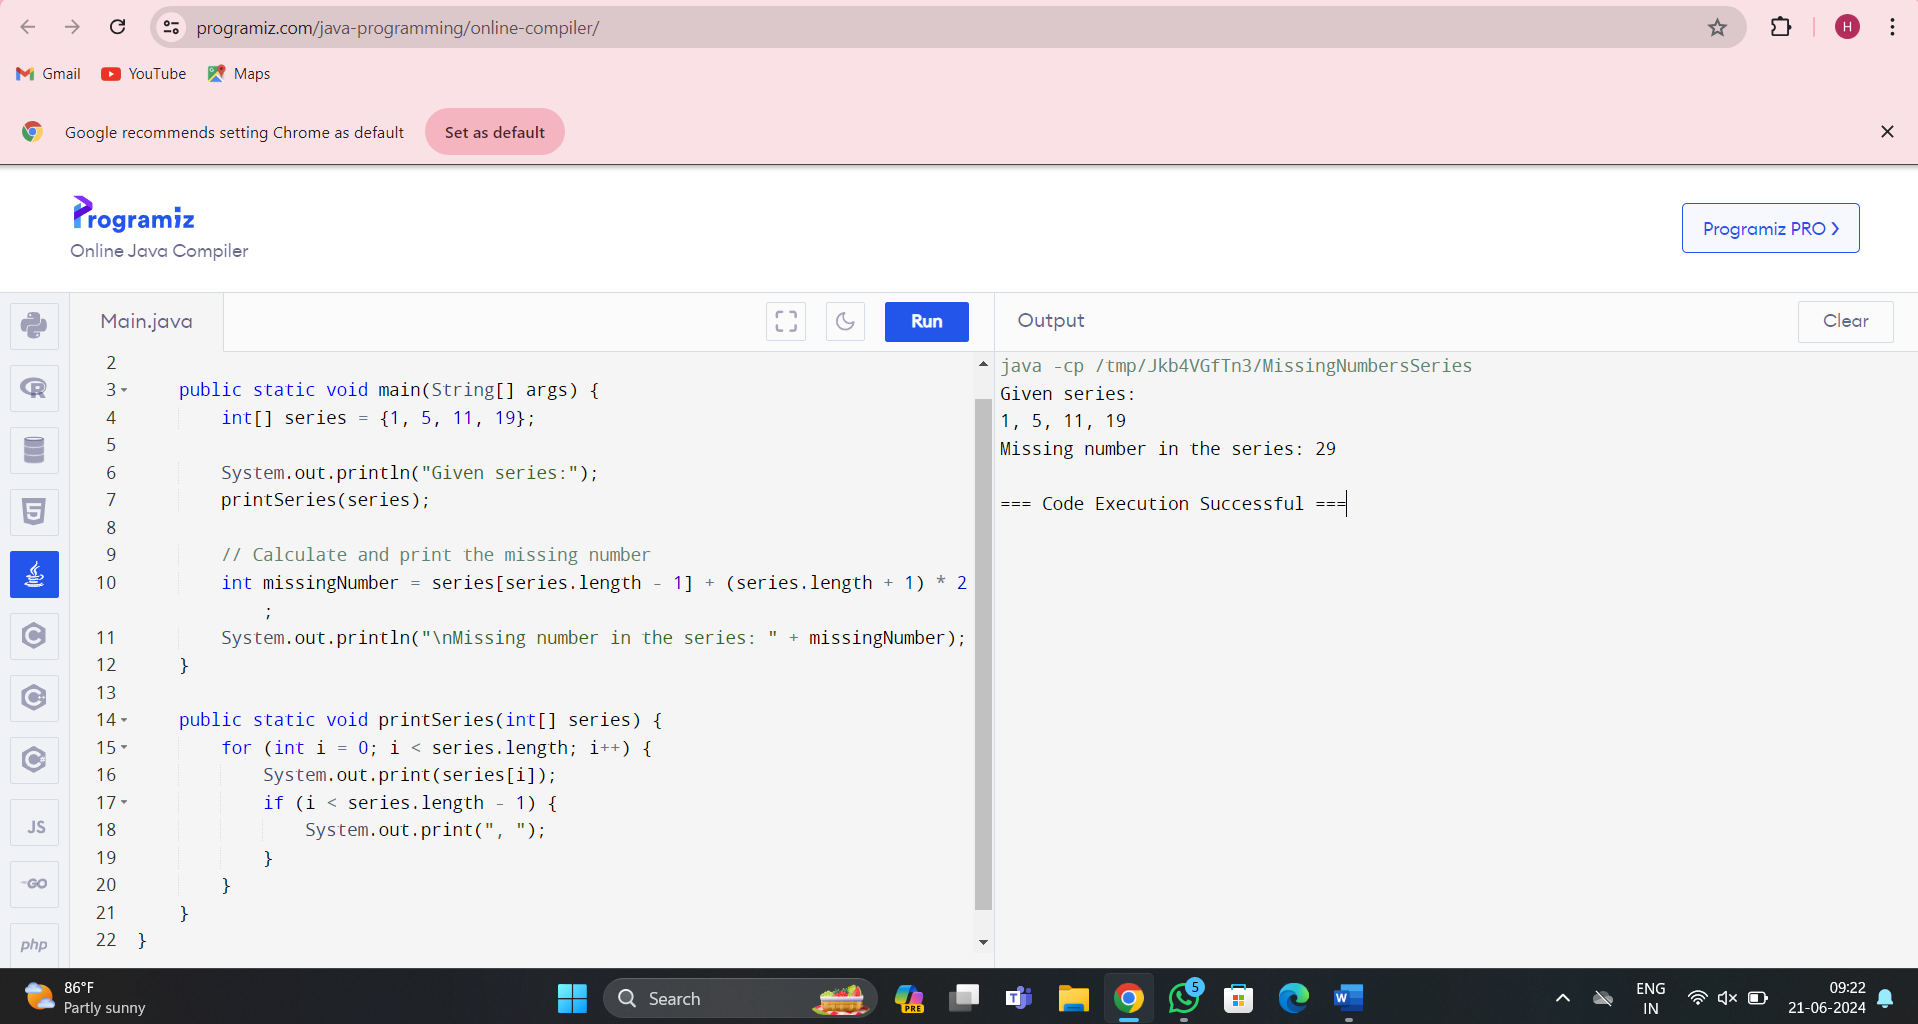 programiz.com/java-programming/online-compiler/
H
Gmail YouTube Maps
Google recommends setting Chrome as default Set as default
Programiz
Online Java Compiler
Programiz PRO
Main.java
Run
Output
Clear
2
3 public static void main(String[] args) {
4 int[] series = {1, 5, 11, 19};
5
6 System.out.println("Given series:");
7 printSeries(series);
8
9 // Calculate and print the missing number
10 int missingNumber = series[series.length - 1] + (series.length + 1) * 2
;
11 System.out.println("\nMissing number in the series: " + missingNumber);
12 }
13
14 public static void printSeries(int[] series) {
15 for (int i = 0; i < series.length; i++) {
16 System.out.print(series[i]);
17 if (i < series.length - 1) {
18 System.out.print(", ");
19 }
20 }
21 }
22 }
java -cp /tmp/Jkb4VGfTn3/MissingNumbersSeries
Given series:
1, 5, 11, 19
Missing number in the series: 29
=== Code Execution Successful ===
R
5
C
C
C
JS
GO
php
86°F
Partly sunny
Search
PRE
T
5
W
ENG
IN
09:22
21-06-2024